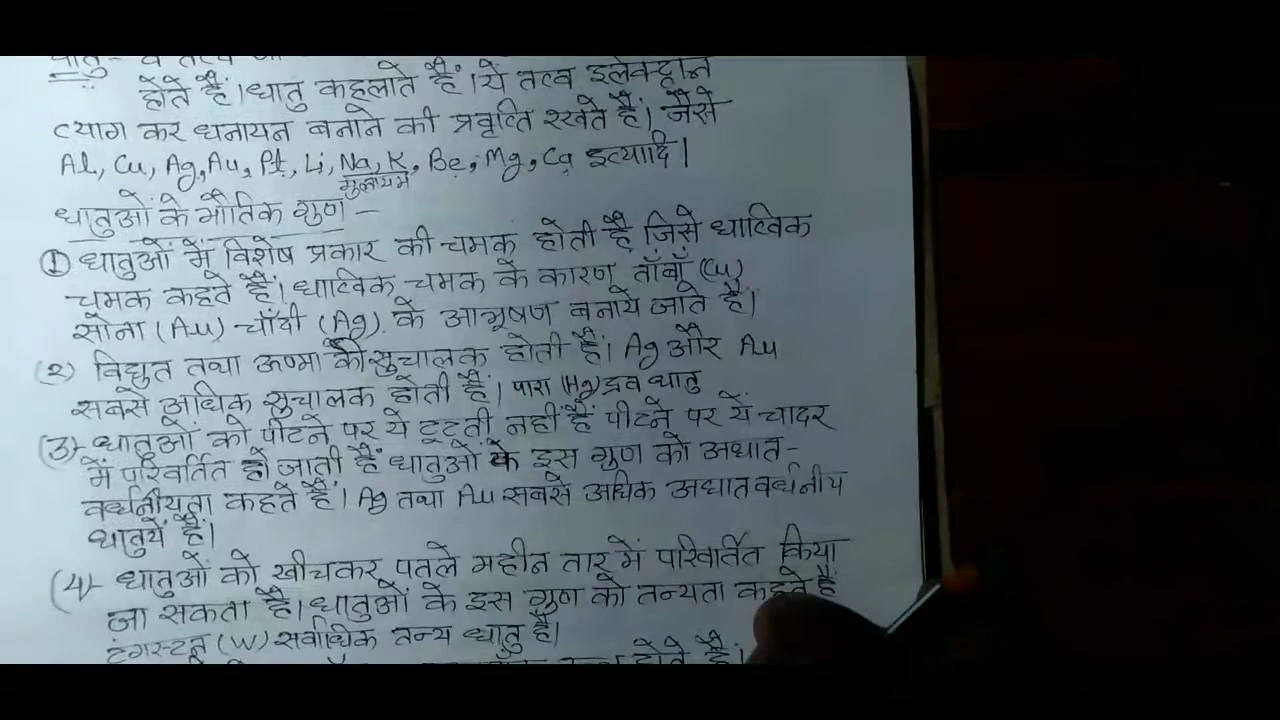 धातु- वे तत्व जो
होते हैं। धातु कहलाते हैं। ये तत्व इलेक्ट्रान
त्याग कर धनायन बनाने की प्रवृत्ति रखते हैं। जैसे
Al, Cu, Ag, Au, Pt, Li, Na, K, Be, Mg, Ca इत्यादि।
मुलायम
धातुओं के भौतिक गुण -
① धातुओं में विशेष प्रकार की चमक होती है जिसे धात्विक
चमक कहते हैं। धात्विक चमक के कारण ताँबाँ (Cu)
सोना (Au) चाँदी (Ag) के आभूषण बनाये जाते हैं।
(2) विद्युत तथा ऊष्मा की सुचालक होती हैं। Ag और Au
सबसे अधिक सुचालक होती हैं। पारा (Hg) द्रव धातु
(3)- धातुओं को पीटने पर ये टूटती नहीं हैं पीटने पर ये चादर
में परिवर्तित हो जाती हैं धातुओं के इस गुण को अधात-
वर्धनीयता कहते हैं। Ag तथा Au सबसे अधिक अधातवर्धनीय
धातुयें हैं।
(4)- धातुओं को खीचकर पतले महीन तार में परिवर्तित किया
जा सकता है। धातुओं के इस गुण को तन्यता कहते हैं
टंगस्टन (W) सर्वाधिक तन्य धातु है।
होते हैं।